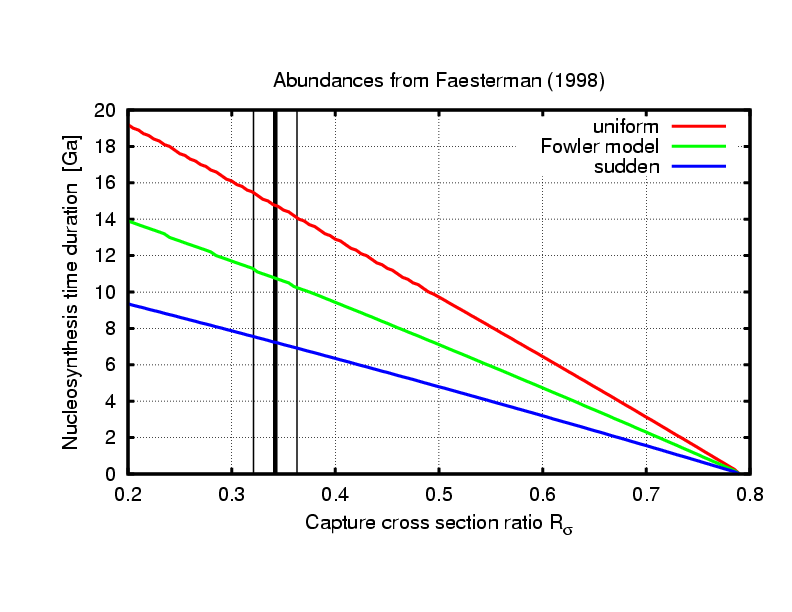 Abundances from Faesterman (1998)
20
18
16
14
12
10
8
6
4
2
0
Nucleosynthesis time duration [Ga]
uniform
Fowler model
sudden
0.2 0.3 0.4 0.5 0.6 0.7 0.8
Capture cross section ratio Rσ